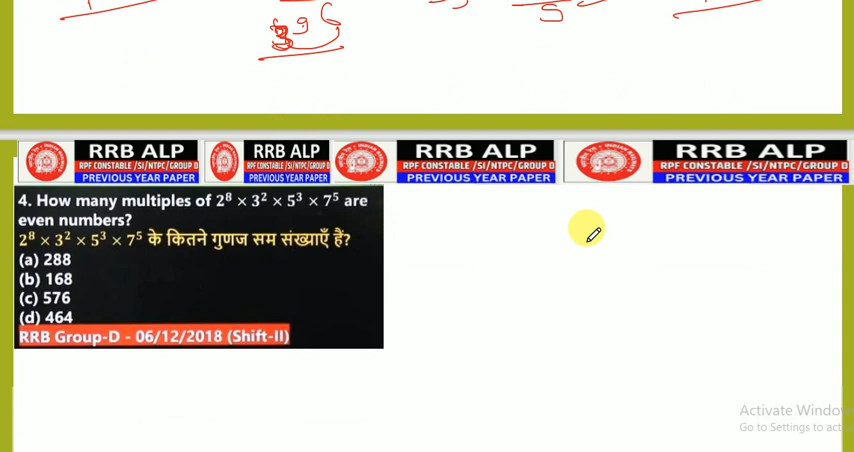 396
5
RRB ALP
RPF CONSTABLE /SI/NTPC/GROUP D
PREVIOUS YEAR PAPER
RRB ALP
RPF CONSTABLE /SI/NTPC/GROUP D
PREVIOUS YEAR PAPER
RRB ALP
RPF CONSTABLE /SI/NTPC/GROUP D
PREVIOUS YEAR PAPER
RRB ALP
RPF CONSTABLE /SI/NTPC/GROUP D
PREVIOUS YEAR PAPER
4. How many multiples of 2⁸ × 3² × 5³ × 7⁵ are
even numbers?
2⁸ × 3² × 5³ × 7⁵ के कितने गुणज सम संख्याएँ हैं?
(a) 288
(b) 168
(c) 576
(d) 464
RRB Group-D - 06/12/2018 (Shift-II)
Activate Windo
Go to Settings to act